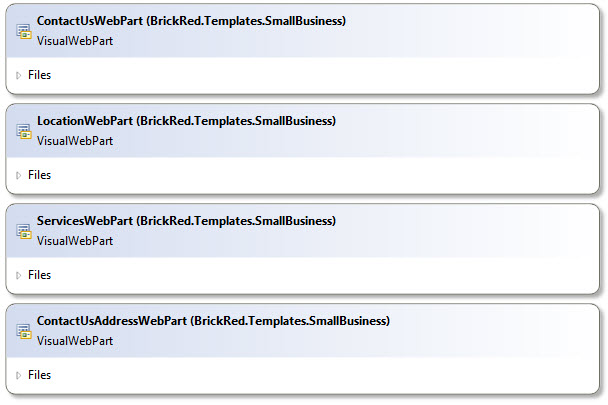 ContactUsWebPart (BrickRed.Templates.SmallBusiness)
VisualWebPart
Files
LocationWebPart (BrickRed.Templates.SmallBusiness)
VisualWebPart
Files
ServicesWebPart (BrickRed.Templates.SmallBusiness)
VisualWebPart
Files
ContactUsAddressWebPart (BrickRed.Templates.SmallBusiness)
VisualWebPart
Files